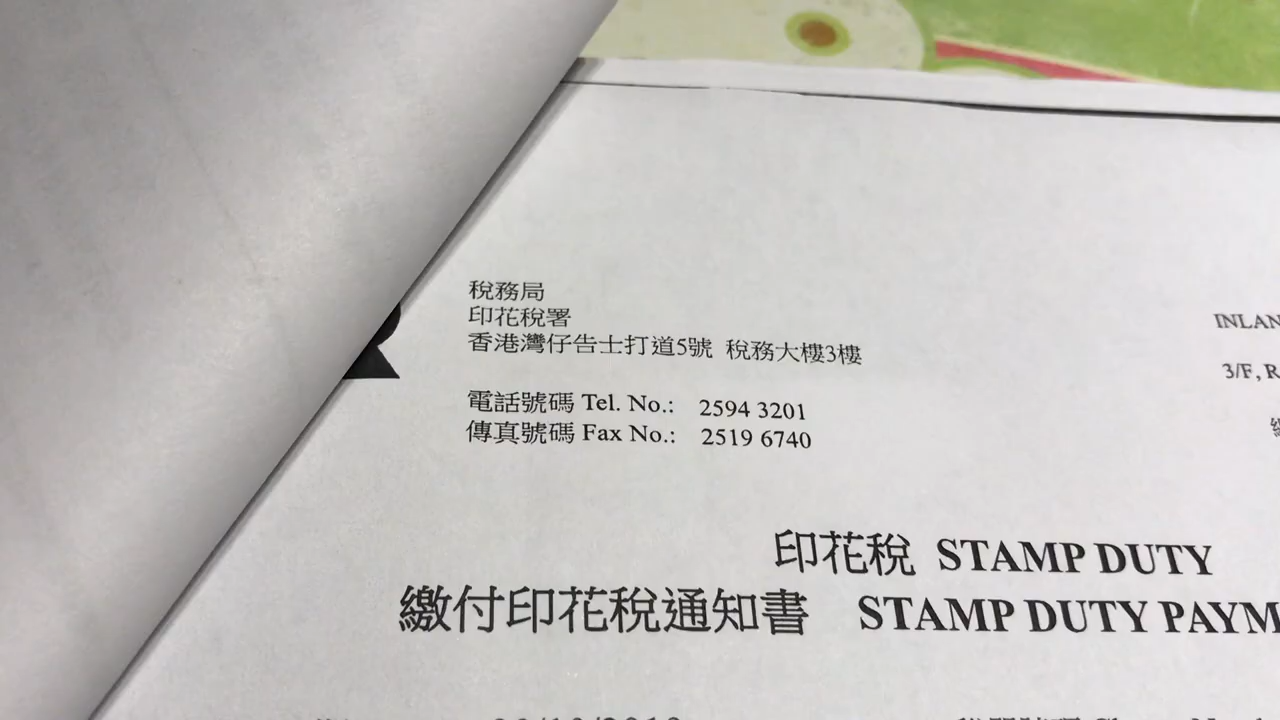 稅務局
印花稅署
香港灣仔告士打道5號 稅務大樓3樓
INLAN
3/F, R
電話號碼 Tel. No.: 2594 3201
傳真號碼 Fax No.: 2519 6740
印花稅 STAMP DUTY
繳付印花稅通知書 STAMP DUTY PAYM